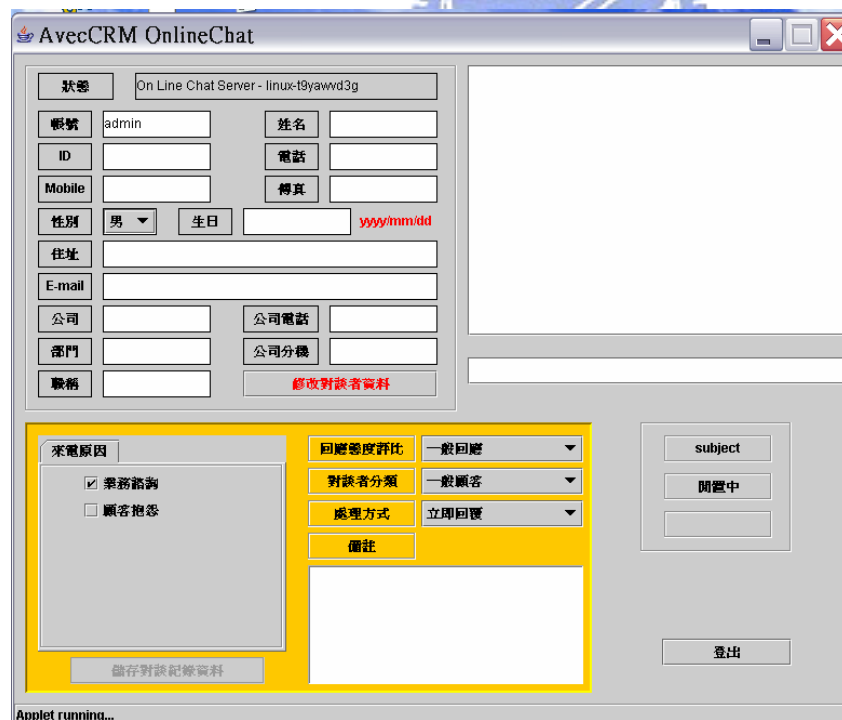 AvecCRM OnlineChat
狀態 On Line Chat Server - linux-t9yawvd3g
帳號 admin 姓名
ID 電話
Mobile 傳真
性別 男 生日 yyyy/mm/dd
住址
E-mail
公司 公司電話
部門 公司分機
職稱 修改對談者資料
來電原因
業務諮詢
顧客抱怨
儲存對談記錄資料
回應態度評比 一般回應
對談者分類 一般顧客
處理方式 立即回覆
備註
subject
閒置中
登出
Applet running...